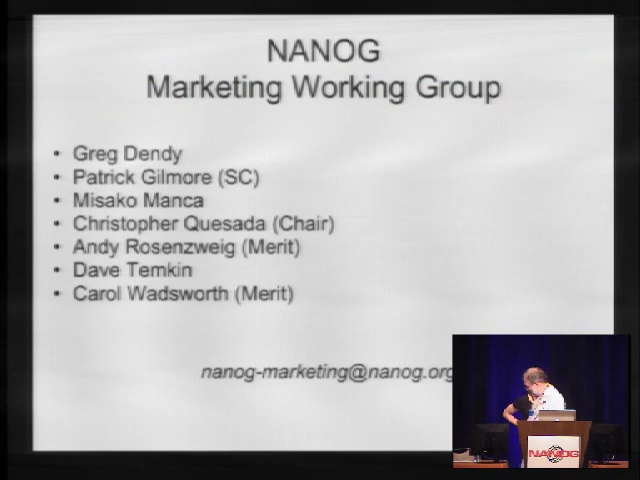 NANOG
Marketing Working Group
• Greg Dendy
• Patrick Gilmore (SC)
• Misako Manca
• Christopher Quesada (Chair)
• Andy Rosenzweig (Merit)
• Dave Temkin
• Carol Wadsworth (Merit)
nanog-marketing@nanog.org
NANOG